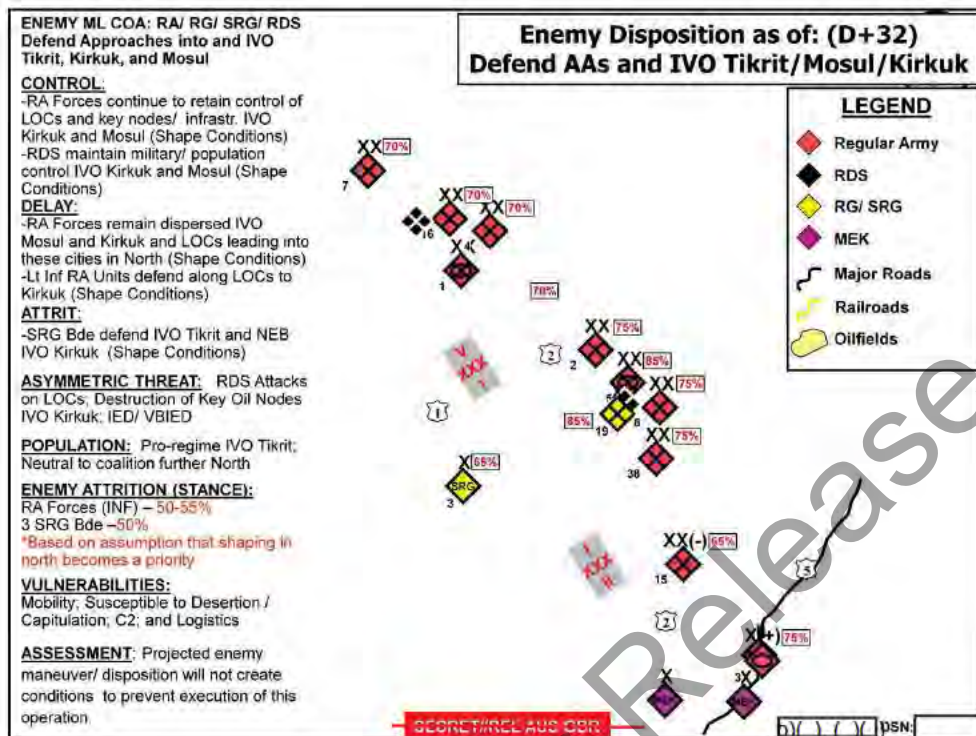 ENEMY ML COA: RA/ RG/ SRG/ RDS
Defend Approaches into and IVO
Tikrit, Kirkuk, and Mosul
CONTROL:
-RA Forces continue to retain control of
LOCs and key nodes/ infrastr. IVO
Kirkuk and Mosul (Shape Conditions)
-RDS maintain military/ population
control IVO Kirkuk and Mosul (Shape
Conditions)
DELAY:
-RA Forces remain dispersed IVO
Mosul and Kirkuk and LOCs leading into
these cities in North (Shape Conditions)
-Lt Inf RA Units defend along LOCs to
Kirkuk (Shape Conditions)
ATTRIT:
-SRG Bde defend IVO Tikrit and NEB
IVO Kirkuk (Shape Conditions)
ASYMMETRIC THREAT: RDS Attacks
on LOCs; Destruction of Key Oil Nodes
IVO Kirkuk; IED/ VBIED
POPULATION: Pro-regime IVO Tikrit;
Neutral to coalition further North
ENEMY ATTRITION (STANCE):
RA Forces (INF) – 50-55%
3 SRG Bde –50%
*Based on assumption that shaping in
north becomes a priority
VULNERABILITIES:
Mobility; Susceptible to Desertion /
Capitulation; C2; and Logistics
ASSESSMENT: Projected enemy
maneuver/ disposition will not create
conditions to prevent execution of this
operation
Enemy Disposition as of: (D+32)
Defend AAs and IVO Tikrit/Mosul/Kirkuk
LEGEND
Regular Army
RDS
RG/ SRG
MEK
Major Roads
Railroads
Oilfields
XX 70%
7
XX 70%
16
XX 70%
X
1
70%
XX 75%
2
2
XX 85%
XX 75%
8
85%
19
XX 75%
38
V
XXX
I
1
X 65%
SRG
3
I
XXX
II
XX(-) 65%
15
5
2
X +) 75%
X
3X
SECRET//REL AUS GBR
DSN:
Release